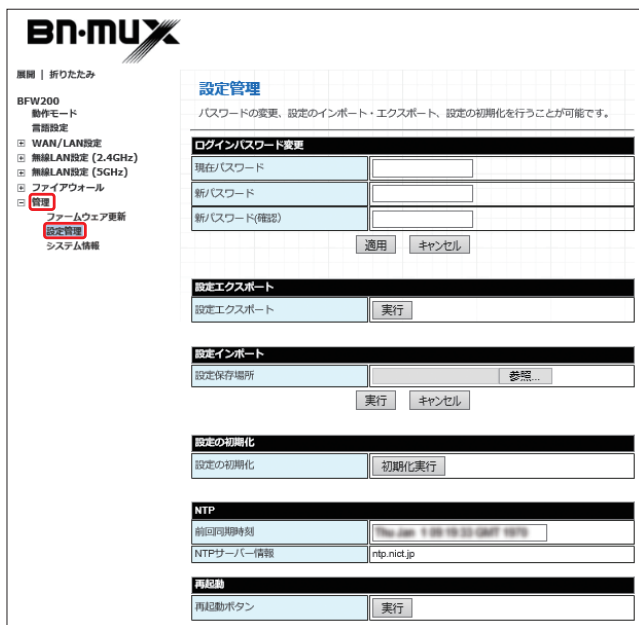 BN-MUX
展開 | 折りたたみ
BFW200
動作モード
言語設定
WAN/LAN設定
無線LAN設定 (2.4GHz)
無線LAN設定 (5GHz)
ファイアウォール
管理
ファームウェア更新
設定管理
システム情報
設定管理
パスワードの変更、設定のインポート・エクスポート、設定の初期化を行うことが可能です。
ログインパスワード変更
現在パスワード
新パスワード
新パスワード(確認)
適用 キャンセル
設定エクスポート
設定エクスポート 実行
設定インポート
設定保存場所 参照...
実行 キャンセル
設定の初期化
設定の初期化 初期化実行
NTP
前回同期時刻 Thu Jan 1 09:19:33 GMT 1970
NTPサーバー情報 ntp.nict.jp
再起動
再起動ボタン 実行